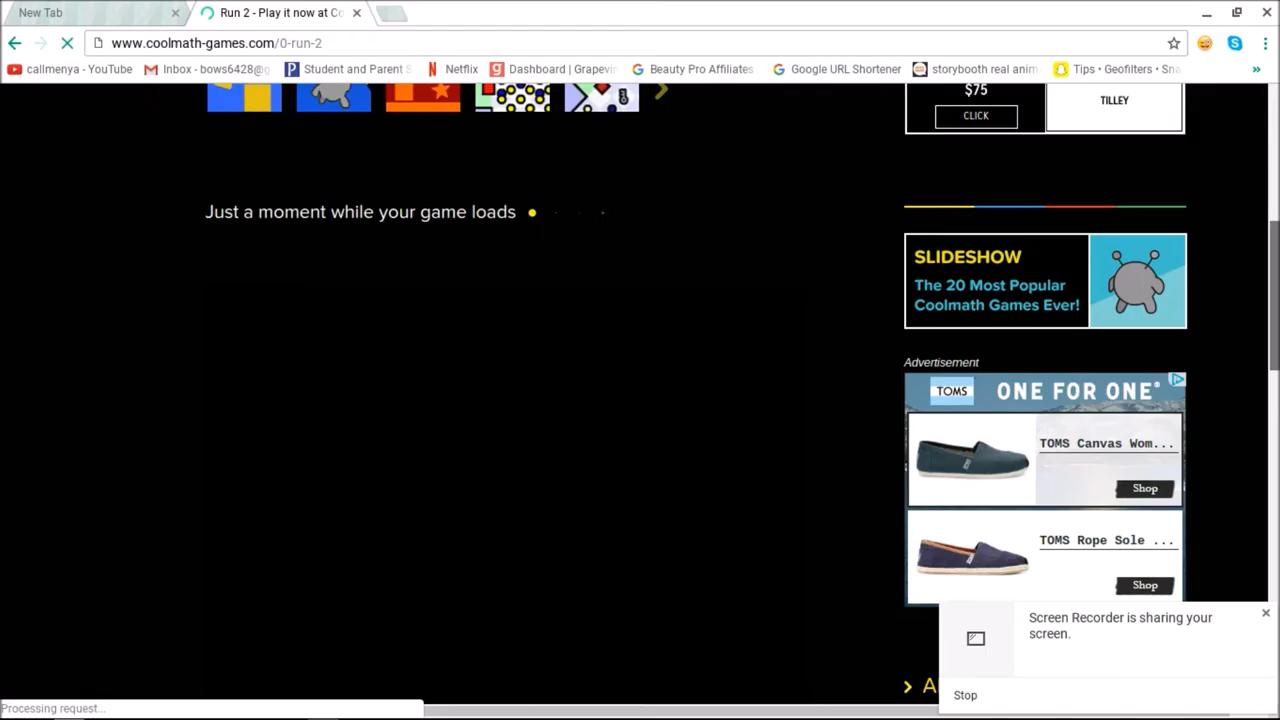 New Tab
Run 2 - Play it now at Co
www.coolmath-games.com/0-run-2
callmenya - YouTube
Inbox - bows6428@g
Student and Parent S
Netflix
Dashboard | Grapevin
Beauty Pro Affiliates
Google URL Shortener
storybooth real anim
Tips • Geofilters • Sna
$75
CLICK
TILLEY
Just a moment while your game loads
SLIDESHOW
The 20 Most Popular
Coolmath Games Ever!
Advertisement
TOMS
ONE FOR ONE®
TOMS Canvas Wom...
Shop
TOMS Rope Sole ...
Shop
Screen Recorder is sharing your
screen.
Stop
Processing request...